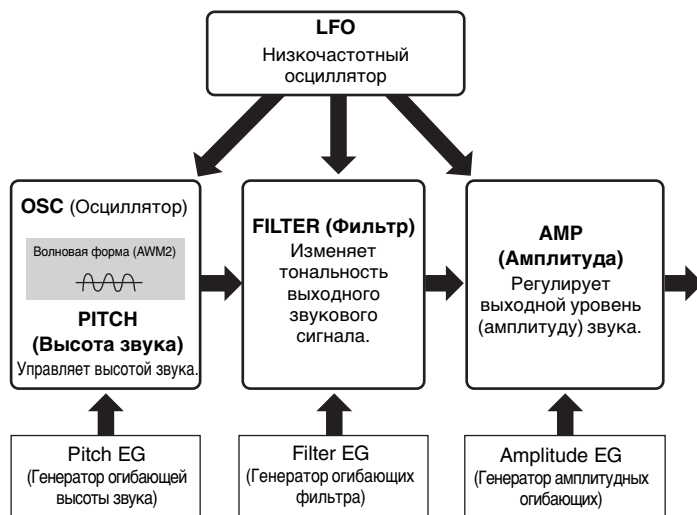 LFO
Низкочастотный
осциллятор
OSC (Осциллятор)
Волновая форма (AWM2)
PITCH
(Высота звука)
Управляет высотой звука.
FILTER (Фильтр)
Изменяет
тональность
выходного
звукового
сигнала.
AMP
(Амплитуда)
Регулирует
выходной уровень
(амплитуду) звука.
Pitch EG
(Генератор огибающей
высоты звука)
Filter EG
(Генератор огибающих
фильтра)
Amplitude EG
(Генератор амплитудных
огибающих)